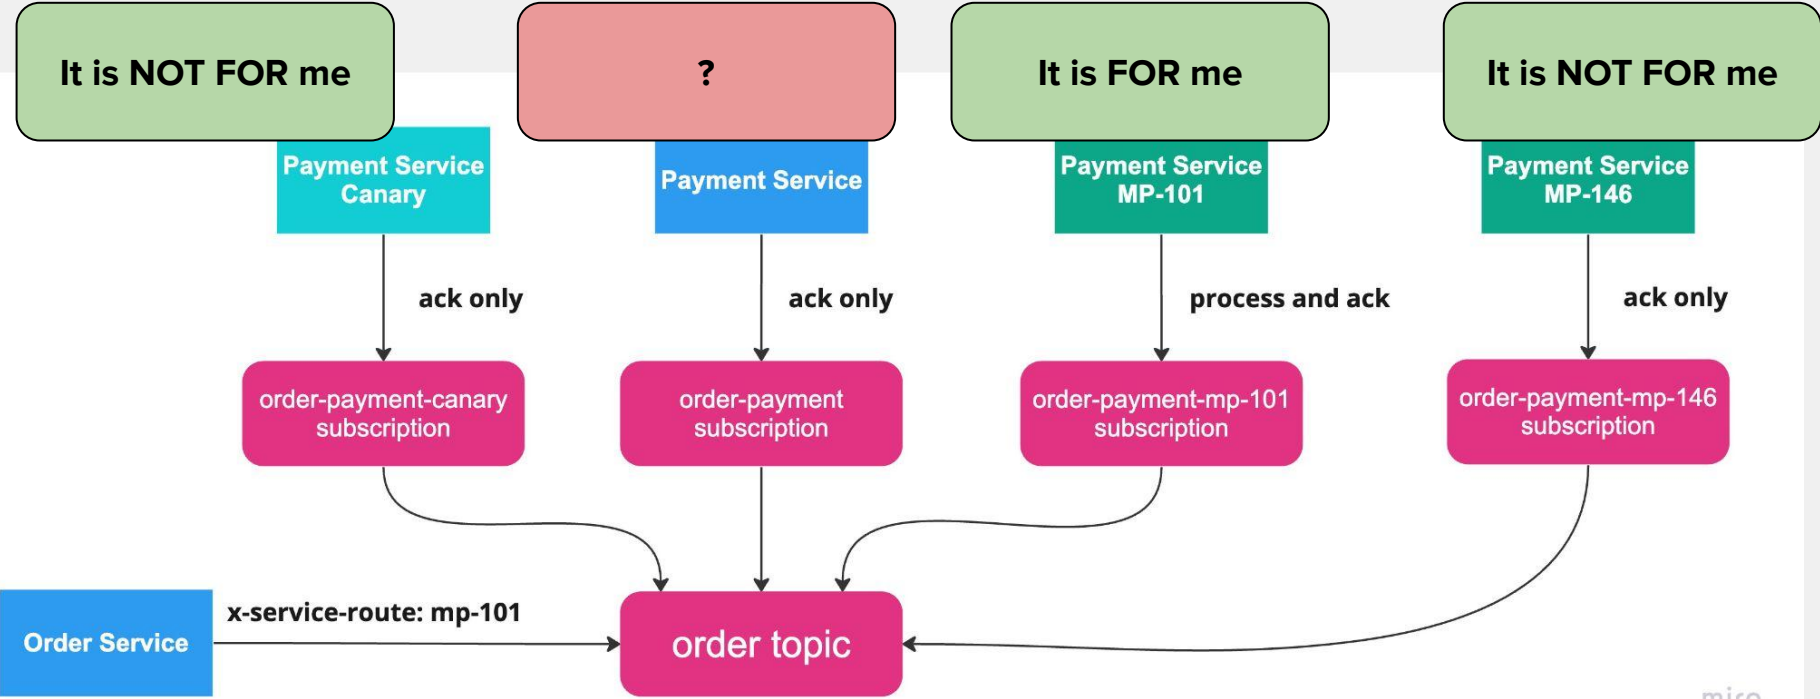 It is NOT FOR me
?
It is FOR me
It is NOT FOR me
Payment Service
Canary
Payment Service
Payment Service
MP-101
Payment Service
MP-146
ack only
ack only
process and ack
ack only
order-payment-canary
subscription
order-payment
subscription
order-payment-mp-101
subscription
order-payment-mp-146
subscription
Order Service
x-service-route: mp-101
order topic
miro